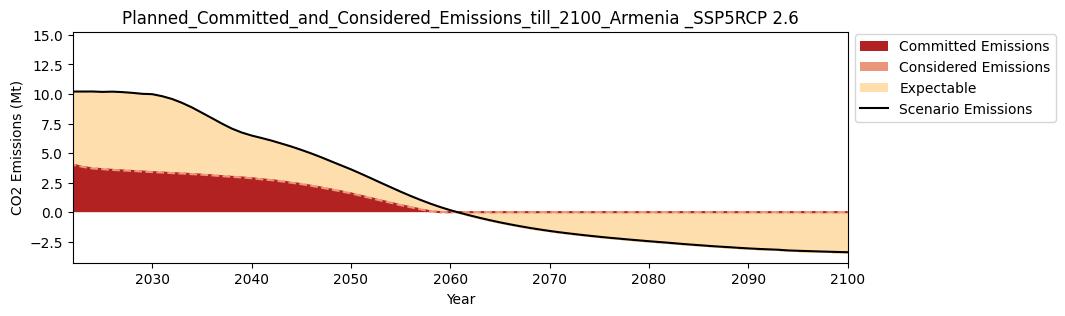 Planned_Committed_and_Considered_Emissions_till_2100_Armenia _SSP5RCP 2.6
CO2 Emissions (Mt)
15.0
12.5
10.0
7.5
5.0
2.5
0.0
−2.5
2030 2040 2050 2060 2070 2080 2090 2100
Year
Committed Emissions
Considered Emissions
Expectable
Scenario Emissions